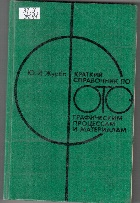 КРАТКИЙ
СПРАВОЧНИК ПО
ФОТО
ГРАФИЧЕСКИМ
ПРОЦЕССАМ
И МАТЕРИАЛАМ